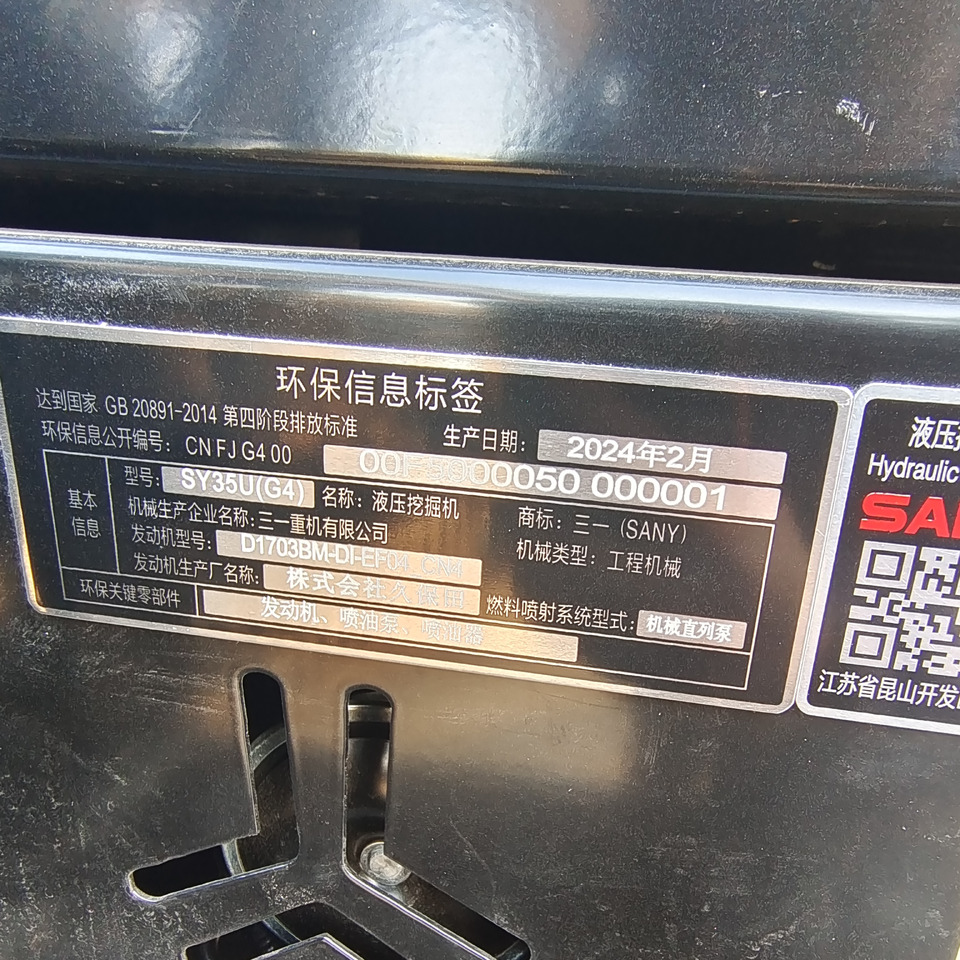 环保信息标签
达到国家 GB 20891-2014 第四阶段排放标准
生产日期: 2024年2月
环保信息公开编号: CN FJ G4 00 000050 000001
基本信息
型号: SY35U(G4) 名称: 液压挖掘机 商标: 三一（SANY）
机械生产企业名称: 三一重机有限公司 机械类型: 工程机械
发动机型号: D1703BM-DI-EF04 CN4
发动机生产厂名称: 株式会社久保田 燃料喷射系统型式: 机械直列泵
环保关键零部件 发动机、喷油泵、喷油器
液压
Hydraulic
SA
江苏省昆山开发